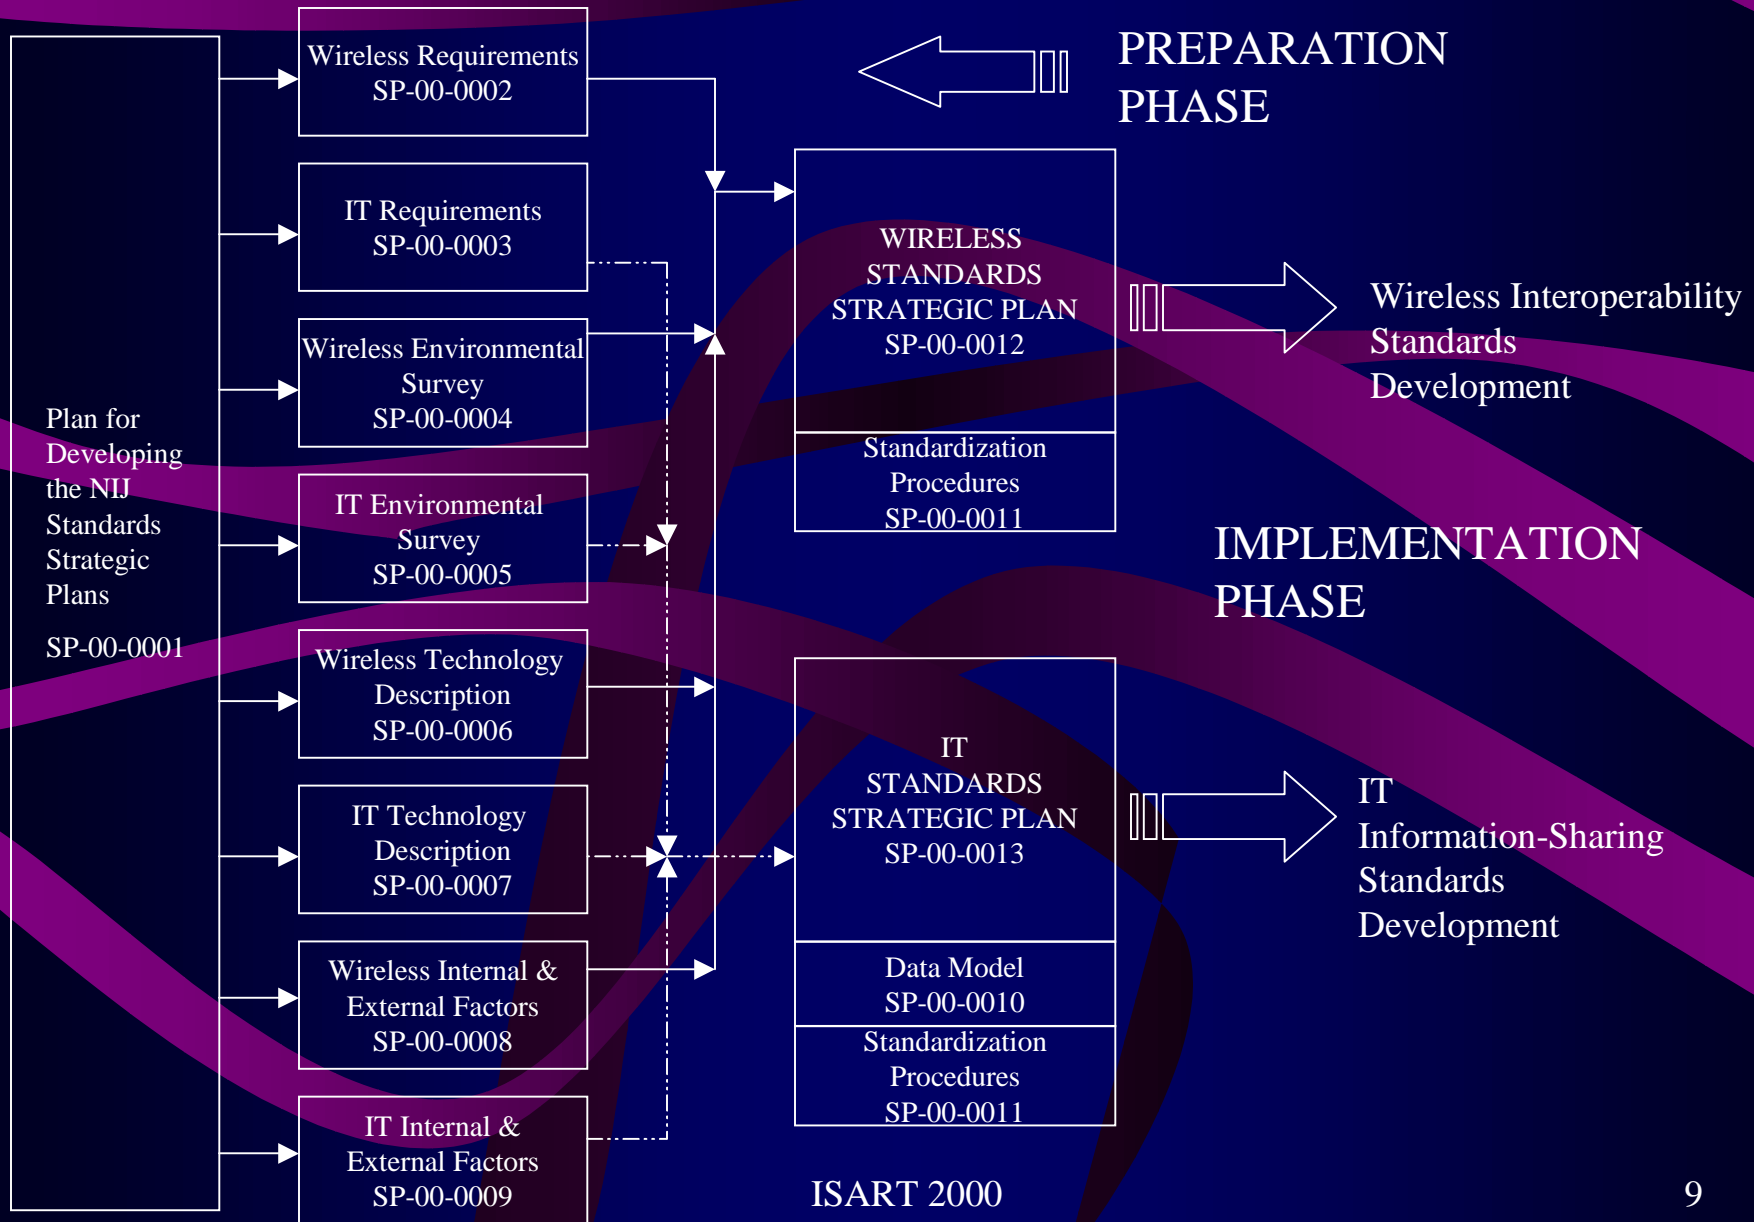 Plan for
Developing
the NIJ
Standards
Strategic
Plans
SP-00-0001
Wireless Requirements
SP-00-0002
IT Requirements
SP-00-0003
Wireless Environmental
Survey
SP-00-0004
IT Environmental
Survey
SP-00-0005
Wireless Technology
Description
SP-00-0006
IT Technology
Description
SP-00-0007
Wireless Internal &
External Factors
SP-00-0008
IT Internal &
External Factors
SP-00-0009
PREPARATION
PHASE
WIRELESS
STANDARDS
STRATEGIC PLAN
SP-00-0012
Standardization
Procedures
SP-00-0011
Wireless Interoperability
Standards
Development
IMPLEMENTATION
PHASE
IT
STANDARDS
STRATEGIC PLAN
SP-00-0013
Data Model
SP-00-0010
Standardization
Procedures
SP-00-0011
IT
Information-Sharing
Standards
Development
ISART 2000
9